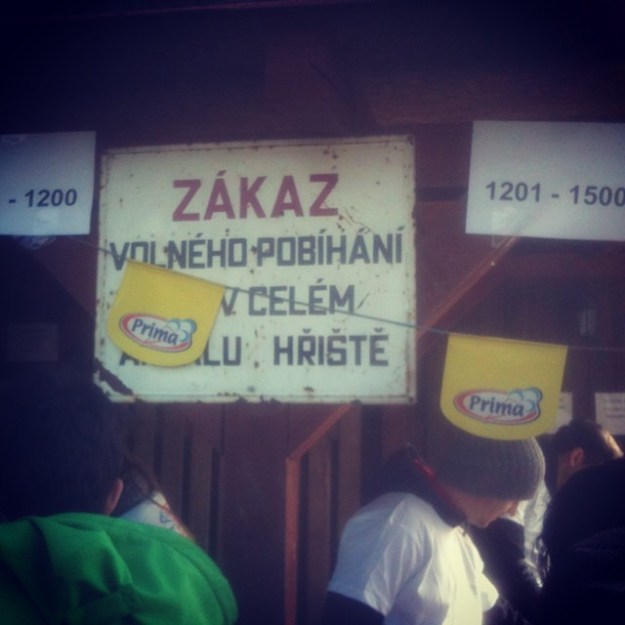 - 1200
ZÁKAZ
VOLNÉHO POBÍHÁNÍ
V CELÉM
HŘIŠTĚ
1201 - 1500
Prima
Prima